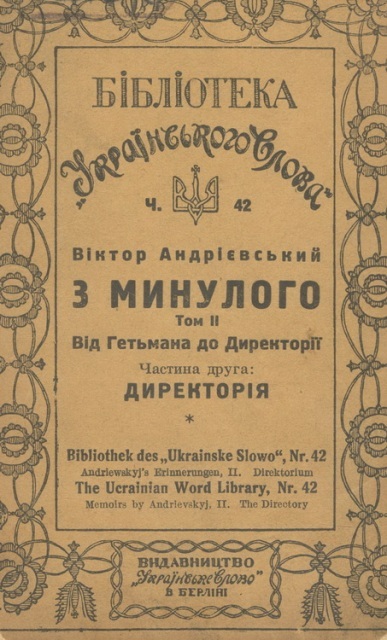 БІБЛІОТЕКА
„Українського Слова“
Ч. 42
Віктор Андрієвський
З МИНУЛОГО
Том II
Від Гетьмана до Директорії
Частина друга:
ДИРЕКТОРІЯ
*
Bibliothek des „Ukrainske Slowo“, Nr. 42
Andriewskyj's Erinnerungen, II. Direktorium
The Ucrainian Word Library, Nr. 42
Memoirs by Andrievskyj, II. The Directory
ВИДАВНИЦТВО
„Українське Слово“
В БЕРЛІНІ